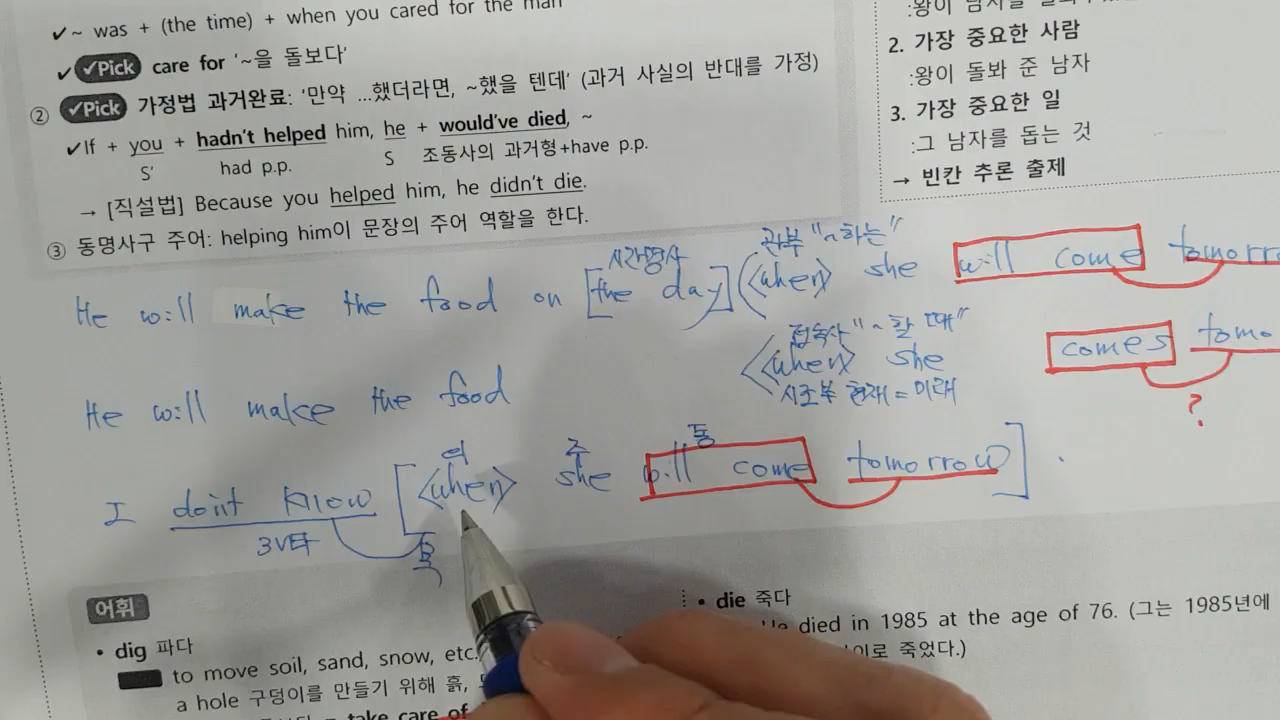 ✓~ was + (the time) + when you cared for the man
✓ ✓Pick care for '~을 돌보다'
② ✓Pick 가정법 과거완료: '만약 …했더라면, ~했을 텐데' (과거 사실의 반대를 가정)
✓If + you + hadn't helped him, he + would've died, ~
S' had p.p. S 조동사의 과거형+have p.p.
→ [직설법] Because you helped him, he didn't die.
③ 동명사구 주어: helping him이 문장의 주어 역할을 한다.
2. 가장 중요한 사람
:왕이 돌봐 준 남자
3. 가장 중요한 일
:그 남자를 돕는 것
→ 빈칸 추론 출제
시간명사 관부 "~하는"
He will make the food on [the day] (<when> she will come
접속사 "~할 때"
He will make the food <when> she comes
시조부 현재=미래
?
여 주 동
I don't know [<when> she will come tomorrow].
3V타 목
어휘
• dig 파다
to move soil, sand, snow, etc.
a hole 구덩이를 만들기 위해 흙,
take care of
• die 죽다
He died in 1985 at the age of 76. (그는 1985년에
죽었다.)